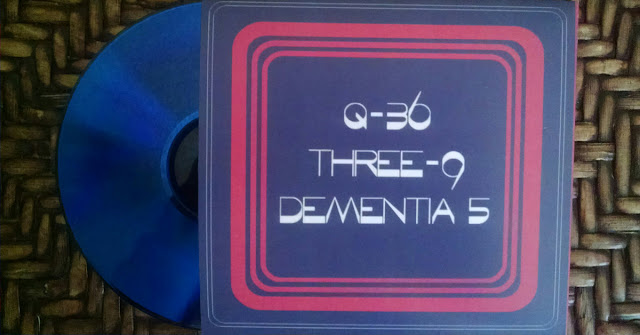 Q-36
THREE-9
DEMENTIA 5